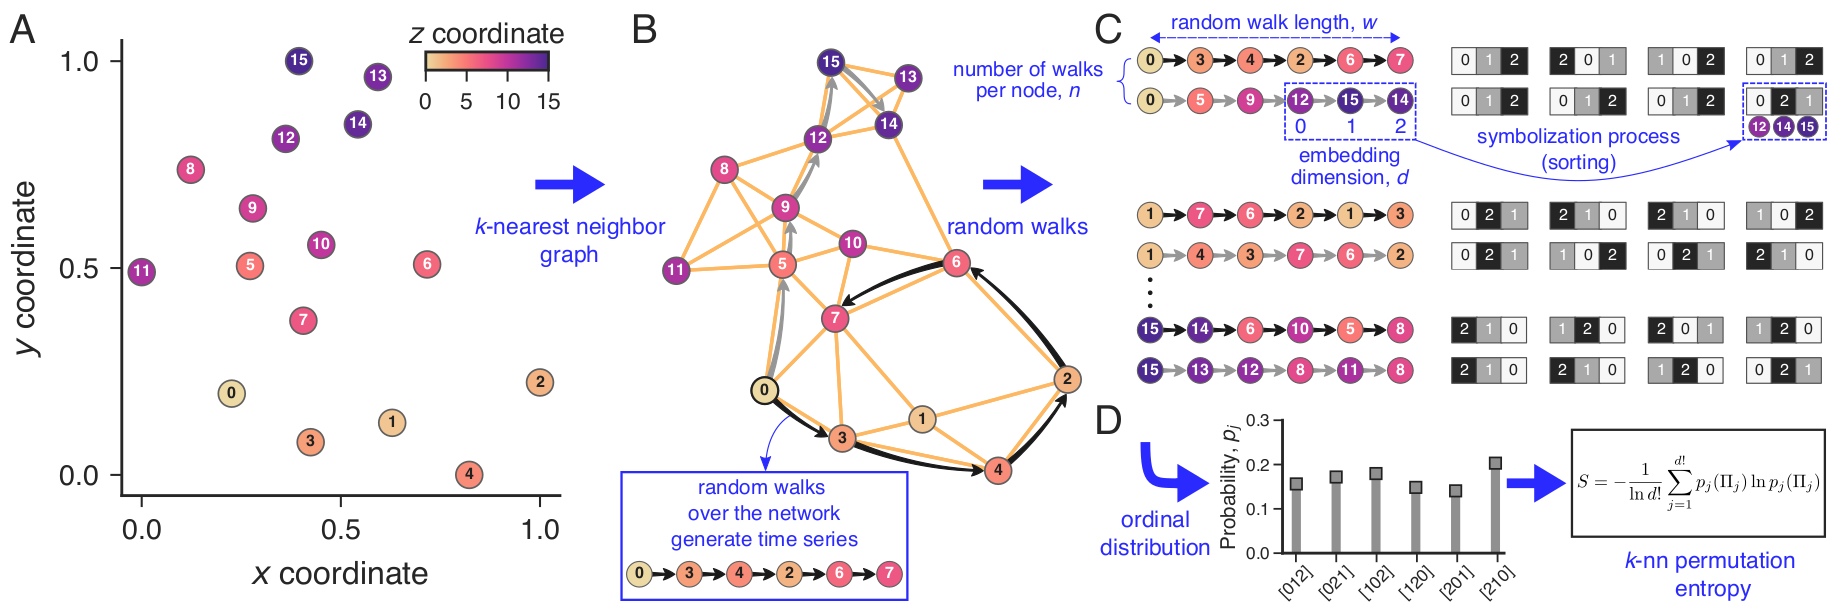 A
z coordinate
0 5 10 15
1.0
0.5
0.0
y coordinate
0.0 0.5 1.0
x coordinate
15
13
14
12
8
9
10
5
6
11
7
2
0
1
3
4
k-nearest neighbor
graph
B
15
13
14
12
8
9
10
11
5
6
7
2
0
1
3
4
random walks
over the network
generate time series
0 3 4 2 6 7
random walks
C
random walk length, w
number of walks
per node, n
0 3 4 2 6 7
0 1 2 2 0 1 1 0 2 0 1 2
0 5 9 12 15 14
0 1 2 0 1 2 0 1 2 0 2 1
0 1 2
12 14 15
embedding
dimension, d
symbolization process
(sorting)
1 7 6 2 1 3
0 2 1 2 1 0 2 1 0 1 0 2
1 4 3 7 6 2
0 2 1 1 0 2 0 2 1 2 1 0
15 14 6 10 5 8
2 1 0 1 2 0 2 0 1 1 2 0
15 13 12 8 11 8
2 1 0 2 1 0 1 2 0 0 2 1
D
ordinal
distribution
Probability, pj
0.3
0.2
0.1
0.0
[012] [021] [102] [120] [201] [210]
S = − 1/ln d! ∑ j=1 d! pj(Πj) ln pj(Πj)
k-nn permutation
entropy